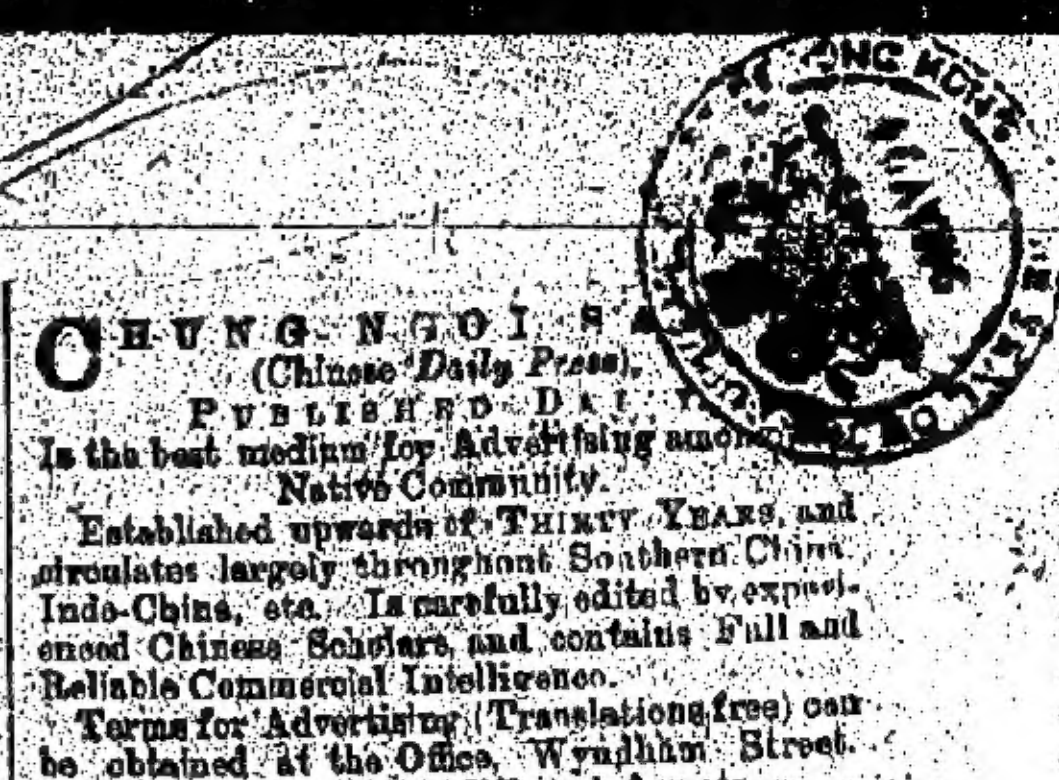 CHUNG NGOI
(Chinese Daily Press),
PUBLISHED DAILY
Is the best medium for Advertising among
Native Community.
Established upwards of THIRTY YEARS, and
circulates largely throughout Southern China
Indo-China, etc. Is carefully edited by experi-
enced Chinese Scholars, and contains Full and
Reliable Commercial Intelligence.
Terms for Advertising (Translations free) can
be obtained at the Office, Wyndham Street.